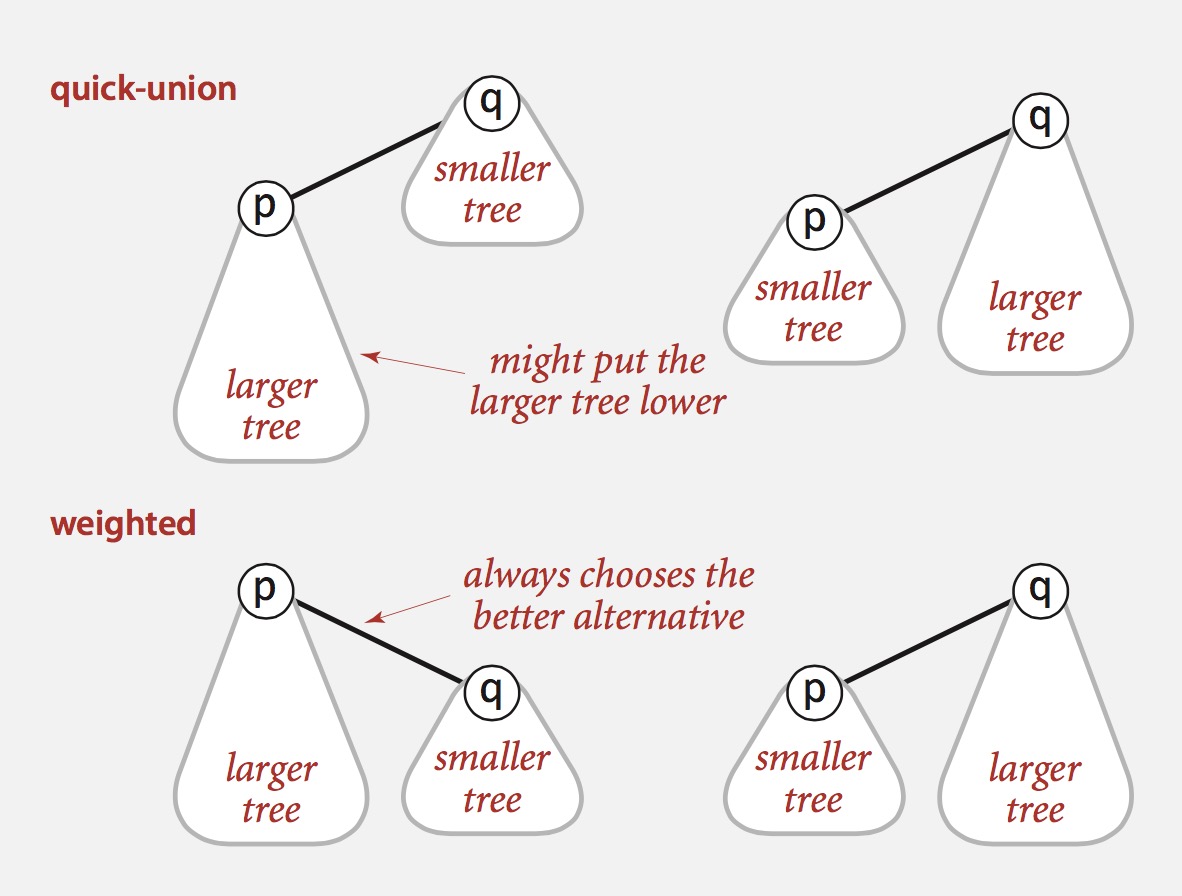 quick-union
q
smaller
tree
p
larger
tree
might put the
larger tree lower
q
p
smaller
tree
larger
tree
weighted
p
always chooses the
better alternative
q
larger
tree
smaller
tree
q
p
smaller
tree
larger
tree